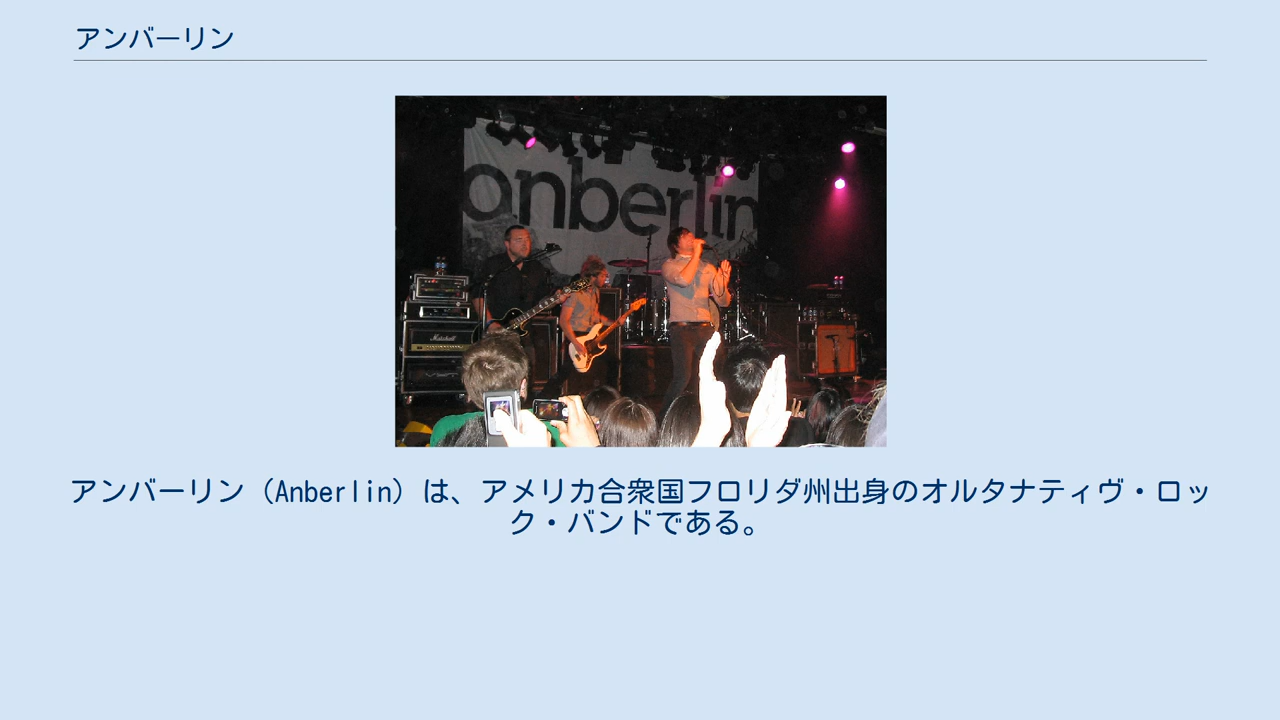 アンバーリン
anberlin
Marshall
アンバーリン（Anberlin）は、アメリカ合衆国フロリダ州出身のオルタナティヴ・ロッ
ク・バンドである。